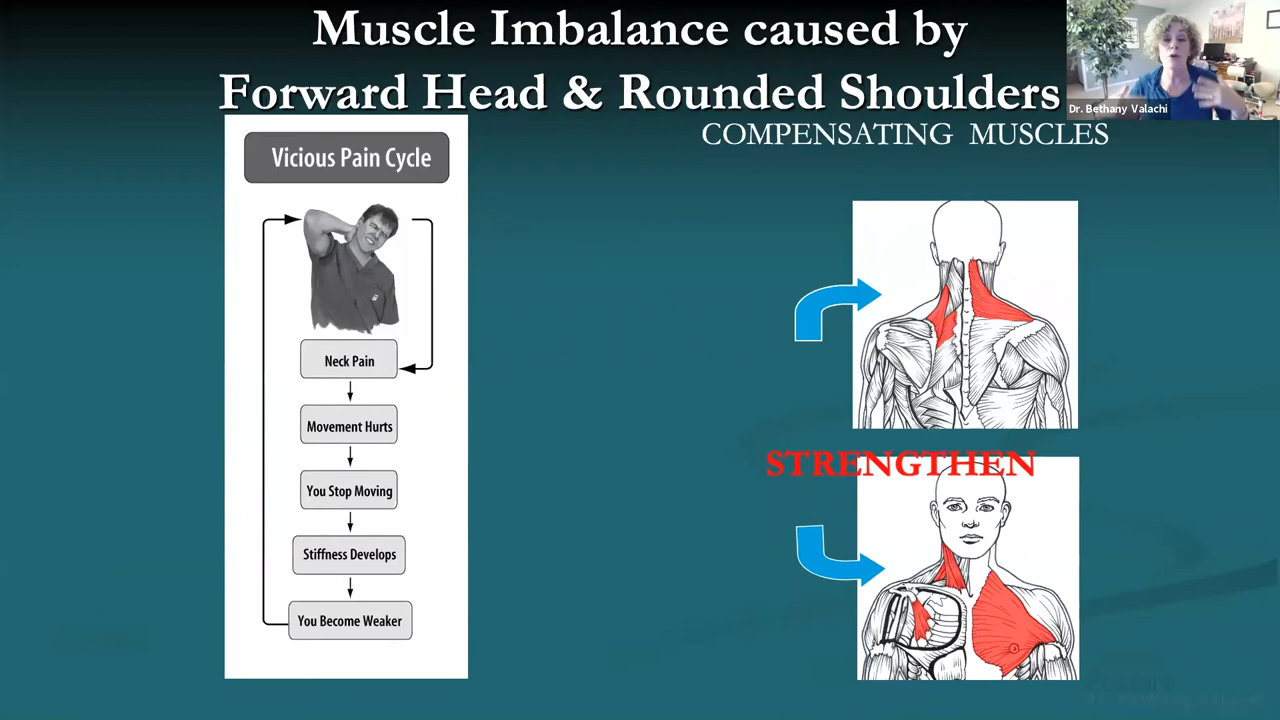 Muscle Imbalance caused by
Forward Head & Rounded Shoulders
Dr. Bethany Valachi
COMPENSATING MUSCLES
Vicious Pain Cycle
Neck Pain
Movement Hurts
You Stop Moving
Stiffness Develops
You Become Weaker
STRENGTHEN